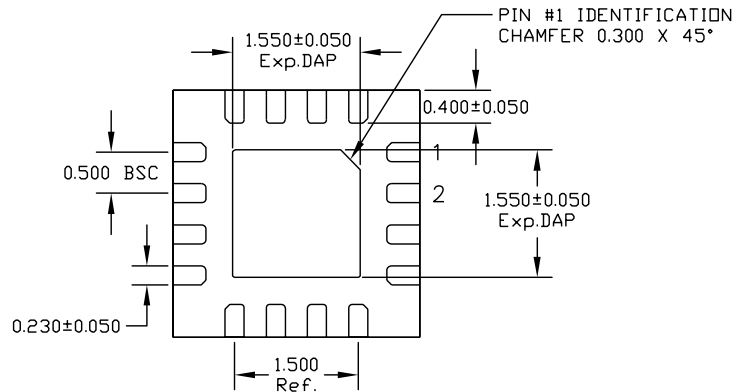 1.550±0.050
Exp.DAP
PIN #1 IDENTIFICATION
CHAMFER 0.300 X 45°
0.400±0.050
1
0.500 BSC
2
1.550±0.050
Exp.DAP
0.230±0.050
1.500
Ref.